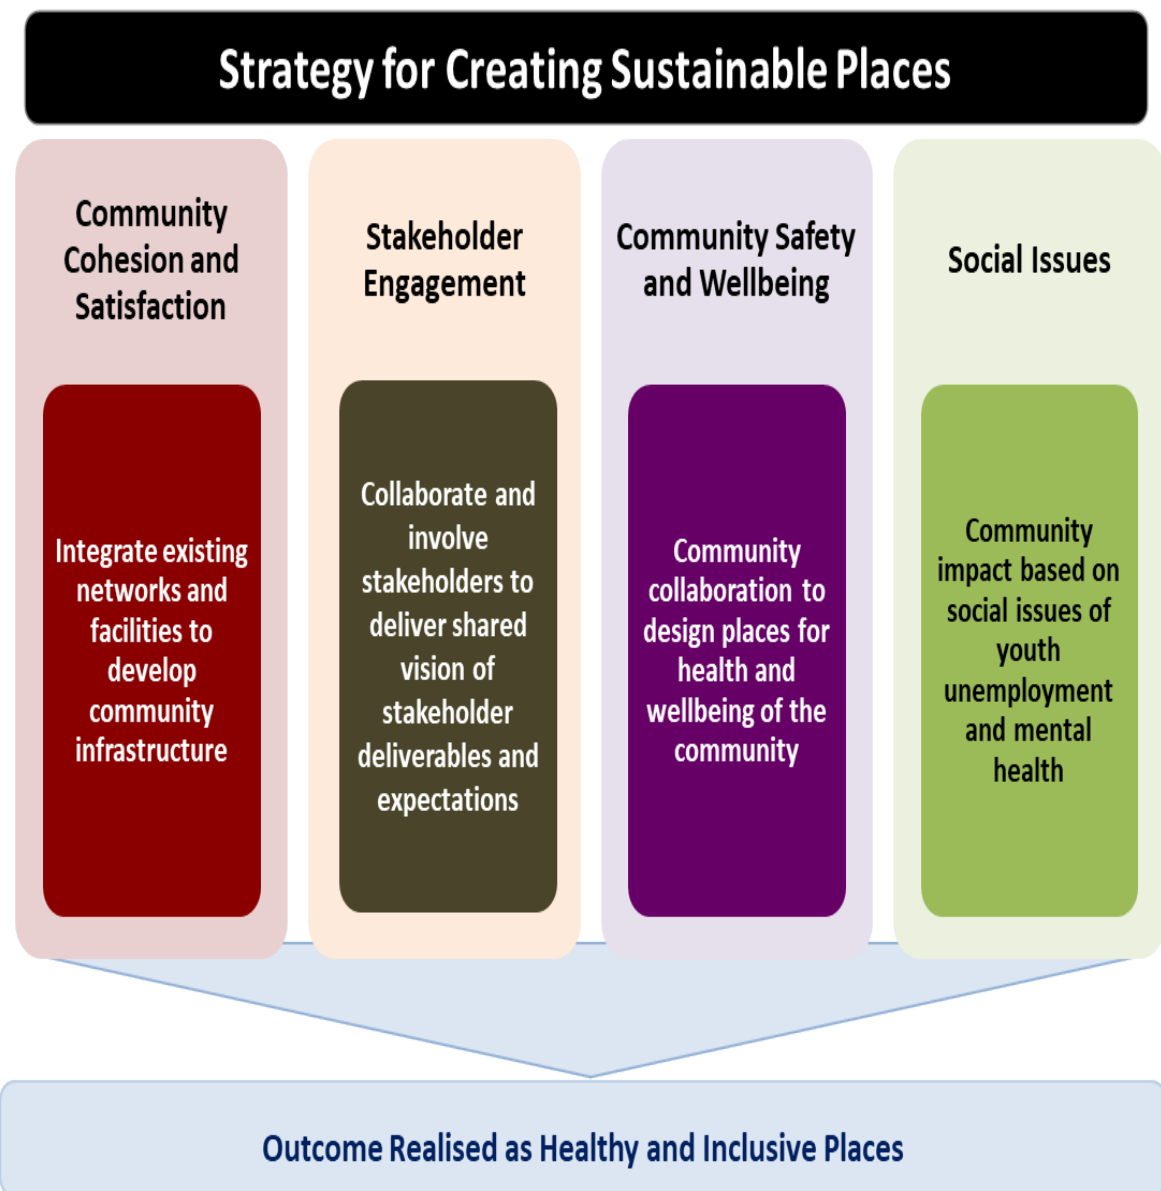 Strategy for Creating Sustainable Places
Community
Cohesion and
Satisfaction
Integrate existing
networks and
facilities to
develop
community
infrastructure
Stakeholder
Engagement
Collaborate and
involve
stakeholders to
deliver shared
vision of
stakeholder
deliverables and
expectations
Community Safety
and Wellbeing
Community
collaboration to
design places for
health and
wellbeing of the
community
Social Issues
Community
impact based on
social issues of
youth
unemployment
and mental
health
Outcome Realised as Healthy and Inclusive Places